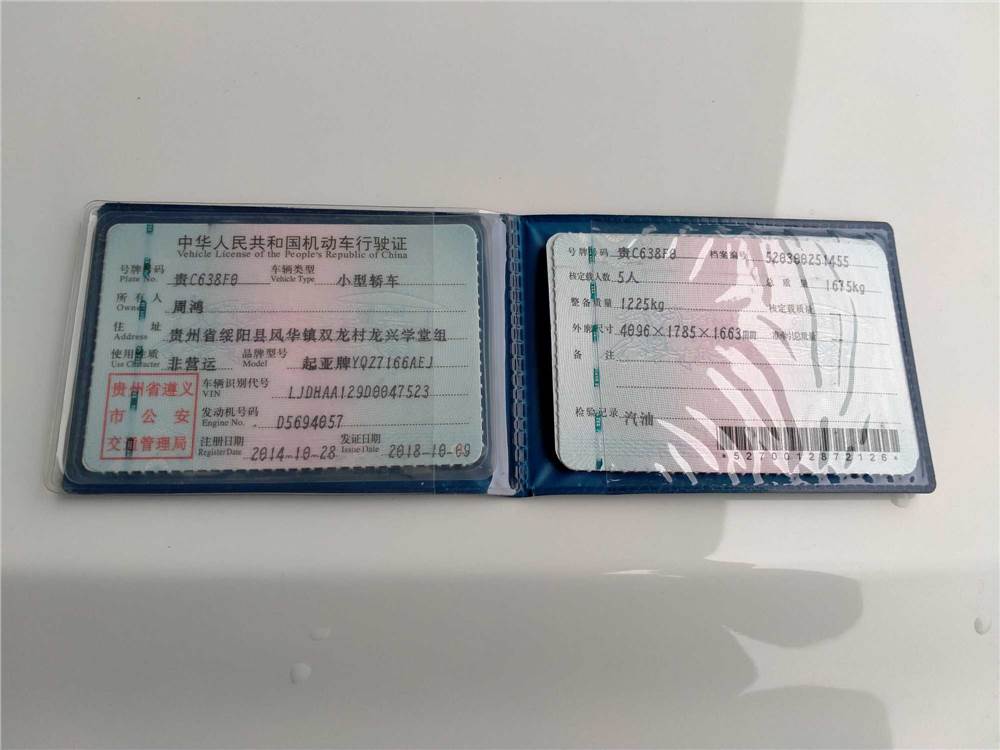 中华人民共和国机动车行驶证
Vehicle License of the People's Republic of China
号牌号码 贵C638F0 车辆类型 小型轿车
Plate No. Vehicle Type
所有人 周鸿
Owner
住 址 贵州省绥阳县风华镇双龙村龙兴学堂组
Address
使用性质 非营运 品牌型号 起亚牌YQZ7166AEJ
Use Character Model
贵州省遵义
市公安
交通管理局
车辆识别代号 LJDHAA129D0047523
VIN
发动机号码 D5694057
Engine No.
注册日期 2014-10-28 发证日期 2018-10-09
Register Date Issue Date
号牌号码 贵C638F0 档案编号 520300251455
核定载人数 5人 总质量 1675kg
整备质量 1225kg 核定载质量
外廓尺寸 4096×1785×1663mm
备 注
检验记录 汽油
*5270012872126*